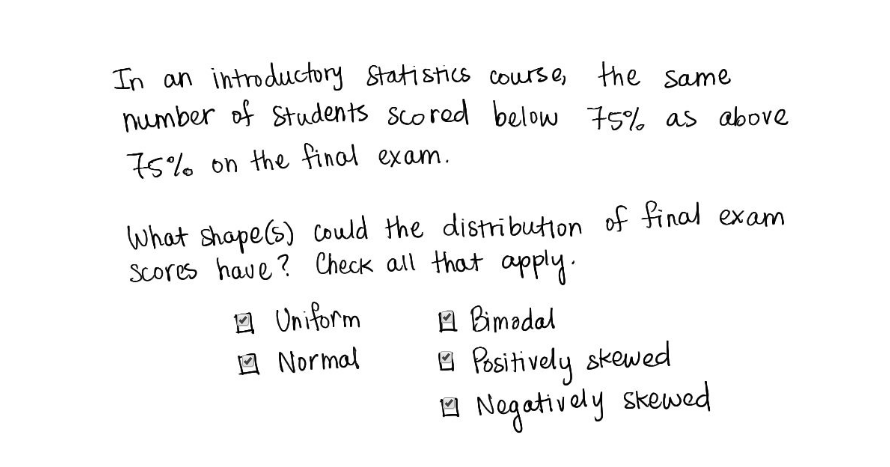 In an introductory statistics course, the same
number of students scored below 75% as above
75% on the final exam.
What shape(s) could the distribution of final exam
scores have? Check all that apply.
☑ Uniform ☑ Bimodal
☑ Normal ☑ Positively skewed
☑ Negatively skewed